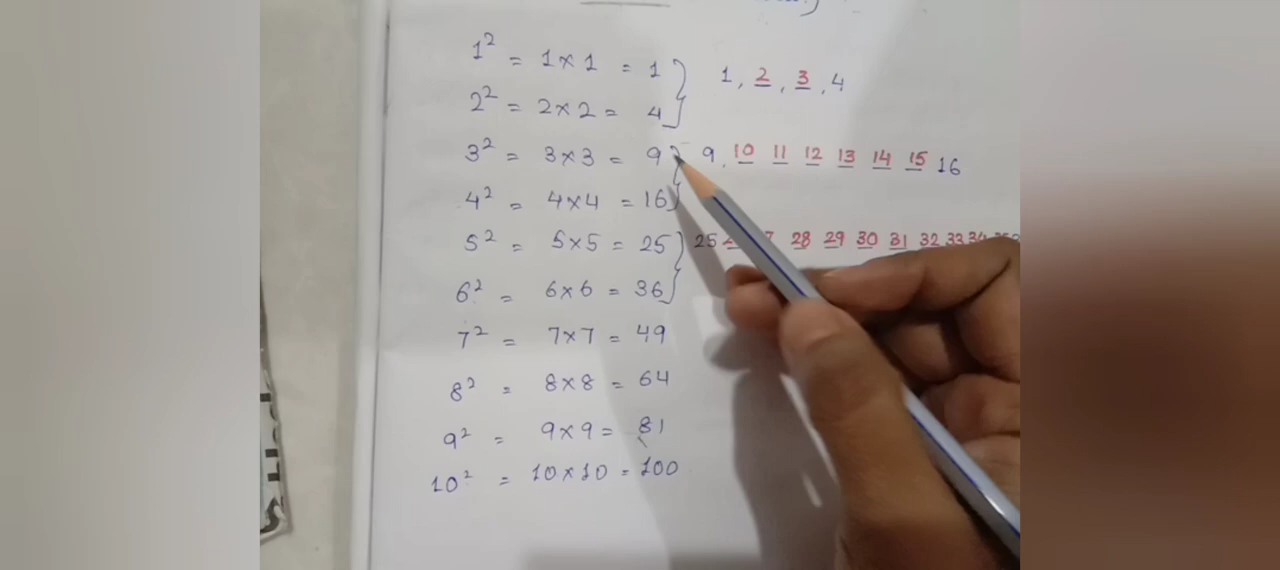 1² = 1×1 = 1 } 1, 2, 3, 4
2² = 2×2 = 4
3² = 3×3 = 9 } 9, 10 11 12 13 14 15 16
4² = 4×4 = 16
5² = 5×5 = 25 } 25 28 29 30 31 32 33 34
6² = 6×6 = 36
7² = 7×7 = 49
8² = 8×8 = 64
9² = 9×9 = 81
10² = 10×10 = 100